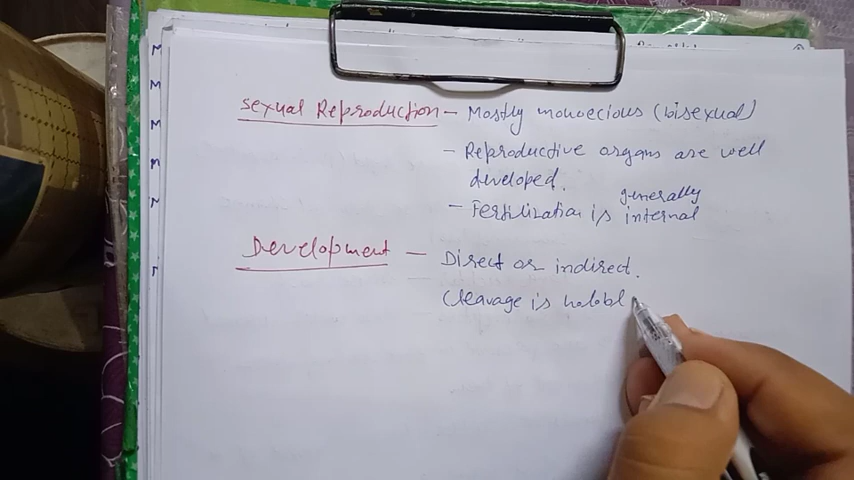 Sexual Reproduction - Mostly monoecious (bisexual)
- Reproductive organs are well
developed.
generally
- Fertilization is internal
Development - Direct or indirect.
Cleavage is holobl